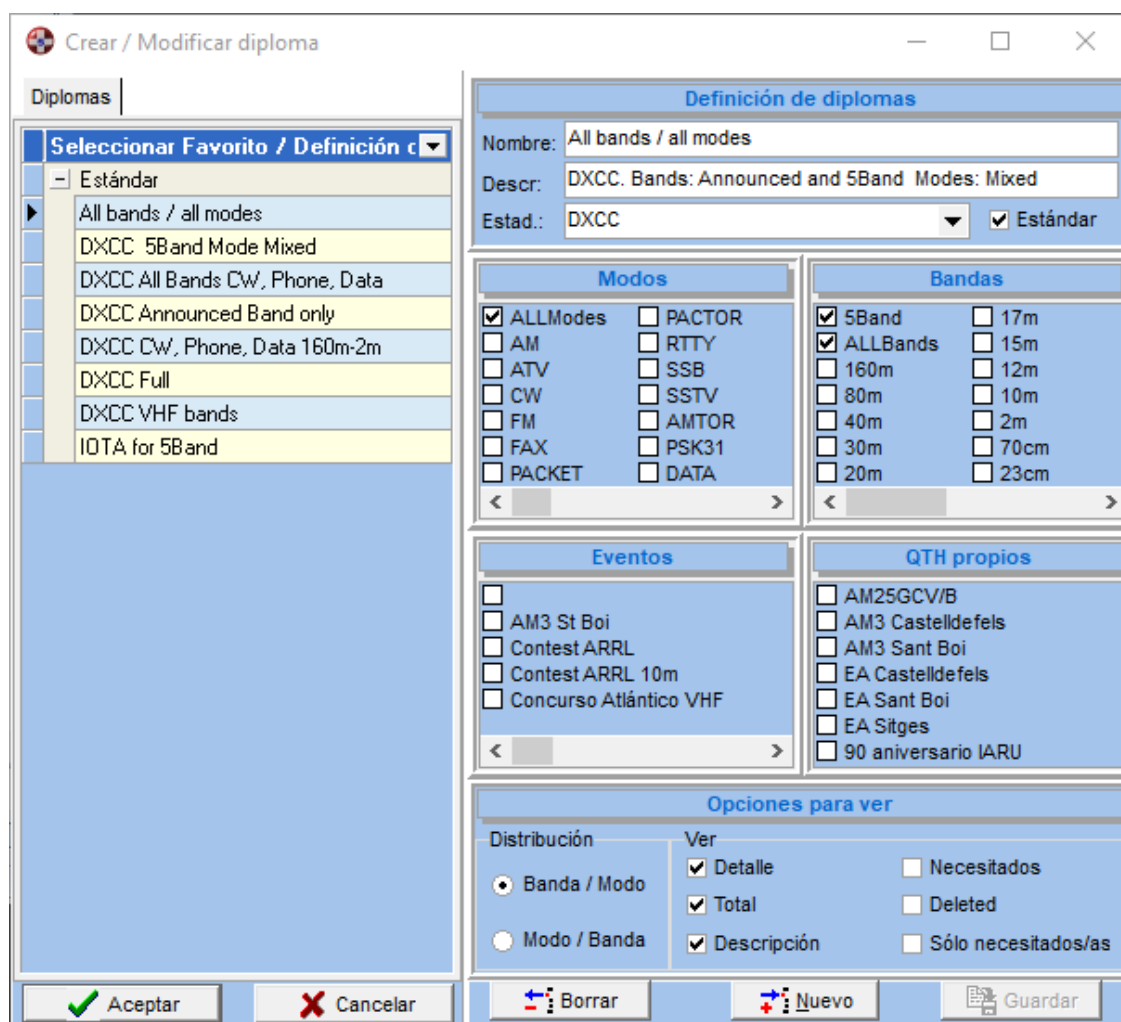 Crear / Modificar diploma
Diplomas
Seleccionar Favorito / Definición c
Estándar
All bands / all modes
DXCC 5Band Mode Mixed
DXCC All Bands CW, Phone, Data
DXCC Announced Band only
DXCC CW, Phone, Data 160m-2m
DXCC Full
DXCC VHF bands
IOTA for 5Band
Aceptar Cancelar
Definición de diplomas
Nombre: All bands / all modes
Descr: DXCC. Bands: Announced and 5Band Modes: Mixed
Estad.: DXCC Estándar
Modos
ALLModes PACTOR
AM RTTY
ATV SSB
CW SSTV
FM AMTOR
FAX PSK31
PACKET DATA
Bandas
5Band 17m
ALLBands 15m
160m 12m
80m 10m
40m 2m
30m 70cm
20m 23cm
Eventos
AM3 St Boi
Contest ARRL
Contest ARRL 10m
Concurso Atlántico VHF
QTH propios
AM25GCV/B
AM3 Castelldefels
AM3 Sant Boi
EA Castelldefels
EA Sant Boi
EA Sitges
90 aniversario IARU
Opciones para ver
Distribución
Banda / Modo
Modo / Banda
Ver
Detalle Necesitados
Total Deleted
Descripción Sólo necesitados/as
Borrar Nuevo Guardar